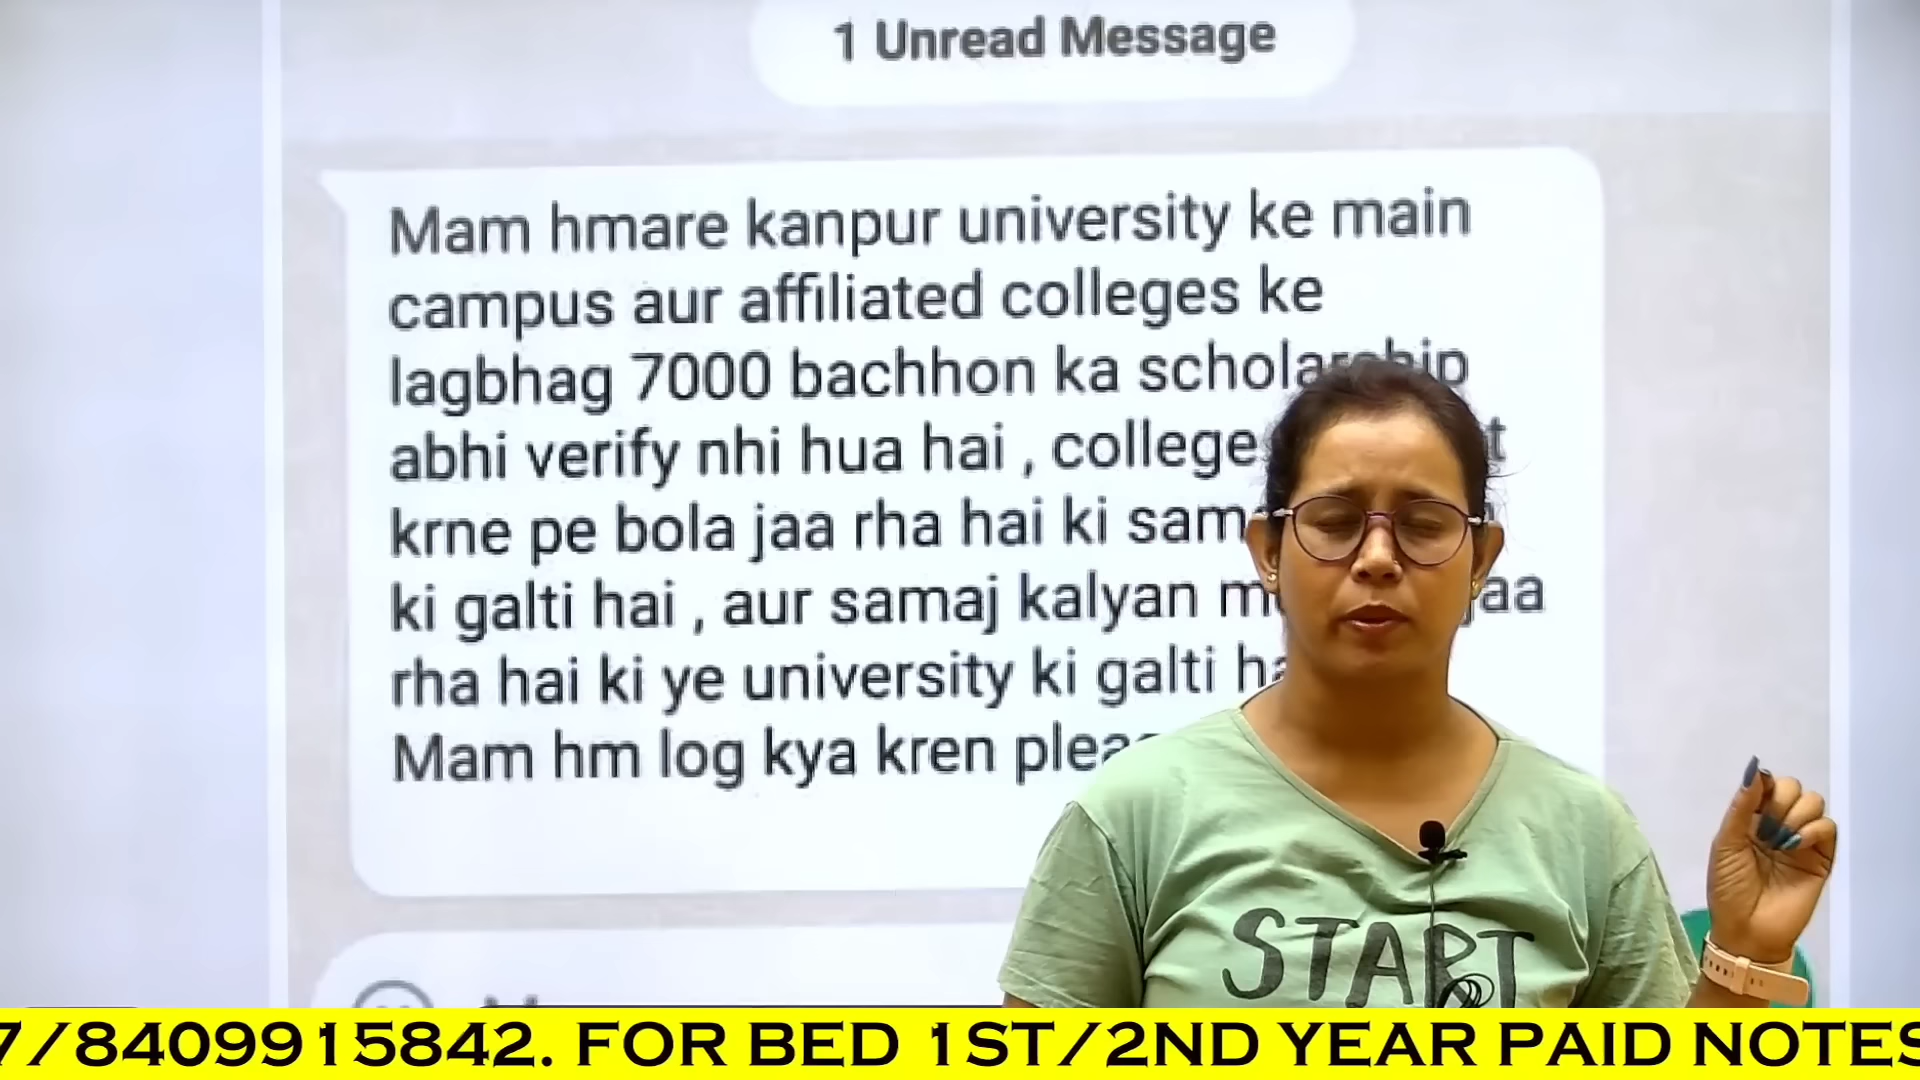 1 Unread Message
Mam hmare kanpur university ke main
campus aur affiliated colleges ke
lagbhag 7000 bachhon ka scholarship
abhi verify nhi hua hai , college
krne pe bola jaa rha hai ki
ki galti hai , aur samaj kalyan jaa
rha hai ki ye university ki galti
Mam hm log kya kren
START
7/8409915842. FOR BED 1ST/2ND YEAR PAID NOTES